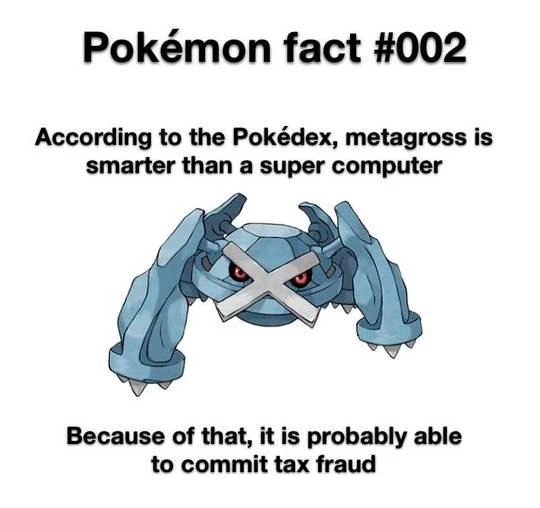 Pokémon fact #002
According to the Pokédex, metagross is
smarter than a super computer
Because of that, it is probably able
to commit tax fraud